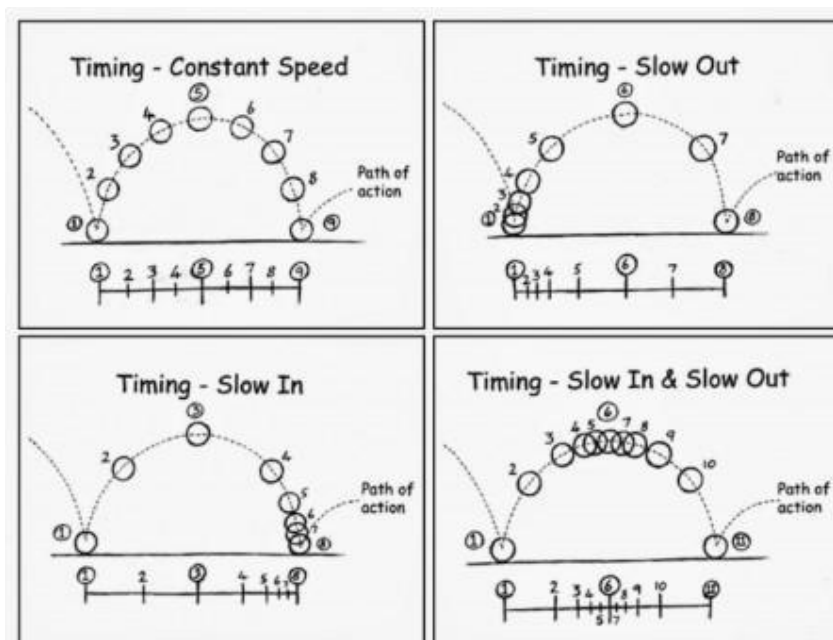 Timing - Constant Speed
⑤
4 6
3 7
2 8
Path of
action
① ⑨
① 2 3 4 ⑤ 6 7 8 ⑨
Timing - Slow Out
⑥
5 7
4
3
2
Path of
action
① ⑧
① 2 3 4 5 ⑥ 7 ⑧
Timing - Slow In
③
2 4
5
6
7
Path of
action
① ⑧
① 2 ③ 4 5 6 7 ⑧
Timing - Slow In & Slow Out
⑥
4 5 7 8
3 9
2 10
Path of
action
① ⑪
① 2 3 4 ⑥ 8 9 10 ⑪
5 7